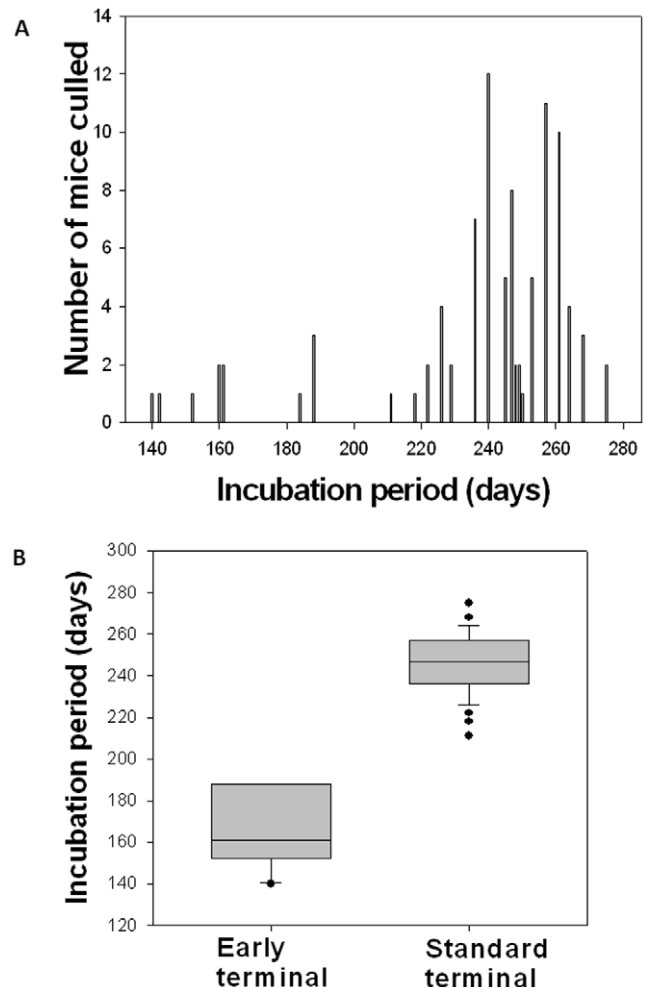 A
Number of mice culled
14
12
10
8
6
4
2
0
140 160 180 200 220 240 260 280
Incubation period (days)
B
Incubation period (days)
300
280
260
240
220
200
180
160
140
120
Early terminal
Standard terminal